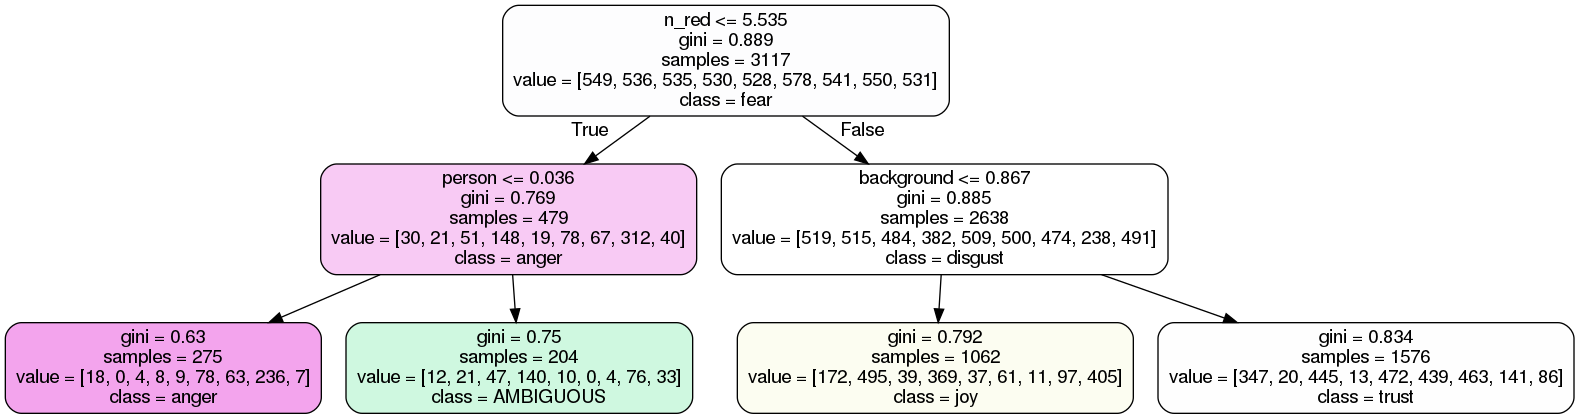 n_red <= 5.535
gini = 0.889
samples = 3117
value = [549, 536, 535, 530, 528, 578, 541, 550, 531]
class = fear
True
False
person <= 0.036
gini = 0.769
samples = 479
value = [30, 21, 51, 148, 19, 78, 67, 312, 40]
class = anger
background <= 0.867
gini = 0.885
samples = 2638
value = [519, 515, 484, 382, 509, 500, 474, 238, 491]
class = disgust
gini = 0.63
samples = 275
value = [18, 0, 4, 8, 9, 78, 63, 236, 7]
class = anger
gini = 0.75
samples = 204
value = [12, 21, 47, 140, 10, 0, 4, 76, 33]
class = AMBIGUOUS
gini = 0.792
samples = 1062
value = [172, 495, 39, 369, 37, 61, 11, 97, 405]
class = joy
gini = 0.834
samples = 1576
value = [347, 20, 445, 13, 472, 439, 463, 141, 86]
class = trust